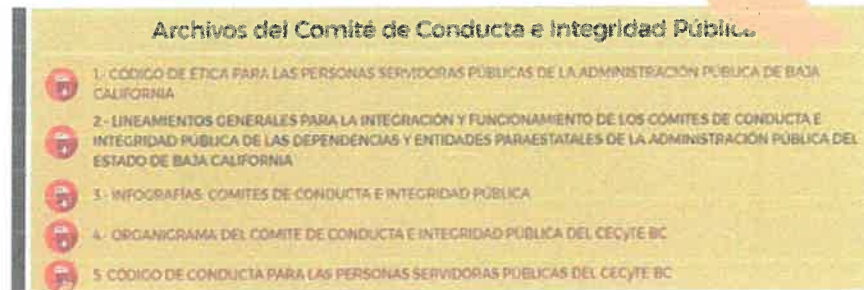 Archivos del Comité de Conducta e Integridad Pública
1.- CÓDIGO DE ÉTICA PARA LAS PERSONAS SERVIDORAS PÚBLICAS DE LA ADMINISTRACIÓN PÚBLICA DE BAJA
CALIFORNIA
2.- LINEAMIENTOS GENERALES PARA LA INTEGRACIÓN Y FUNCIONAMIENTO DE LOS COMITES DE CONDUCTA E
INTEGRIDAD PÚBLICA DE LAS DEPENDENCIAS Y ENTIDADES PARAESTATALES DE LA ADMINISTRACIÓN PÚBLICA DEL
ESTADO DE BAJA CALIFORNIA
3.- INFOGRAFÍAS: COMITES DE CONDUCTA E INTEGRIDAD PÚBLICA
4.- ORGANIGRAMA DEL COMITE DE CONDUCTA E INTEGRIDAD PÚBLICA DEL CECYTE BC
5. CÓDIGO DE CONDUCTA PARA LAS PERSONAS SERVIDORAS PÚBLICAS DEL CECYTE BC